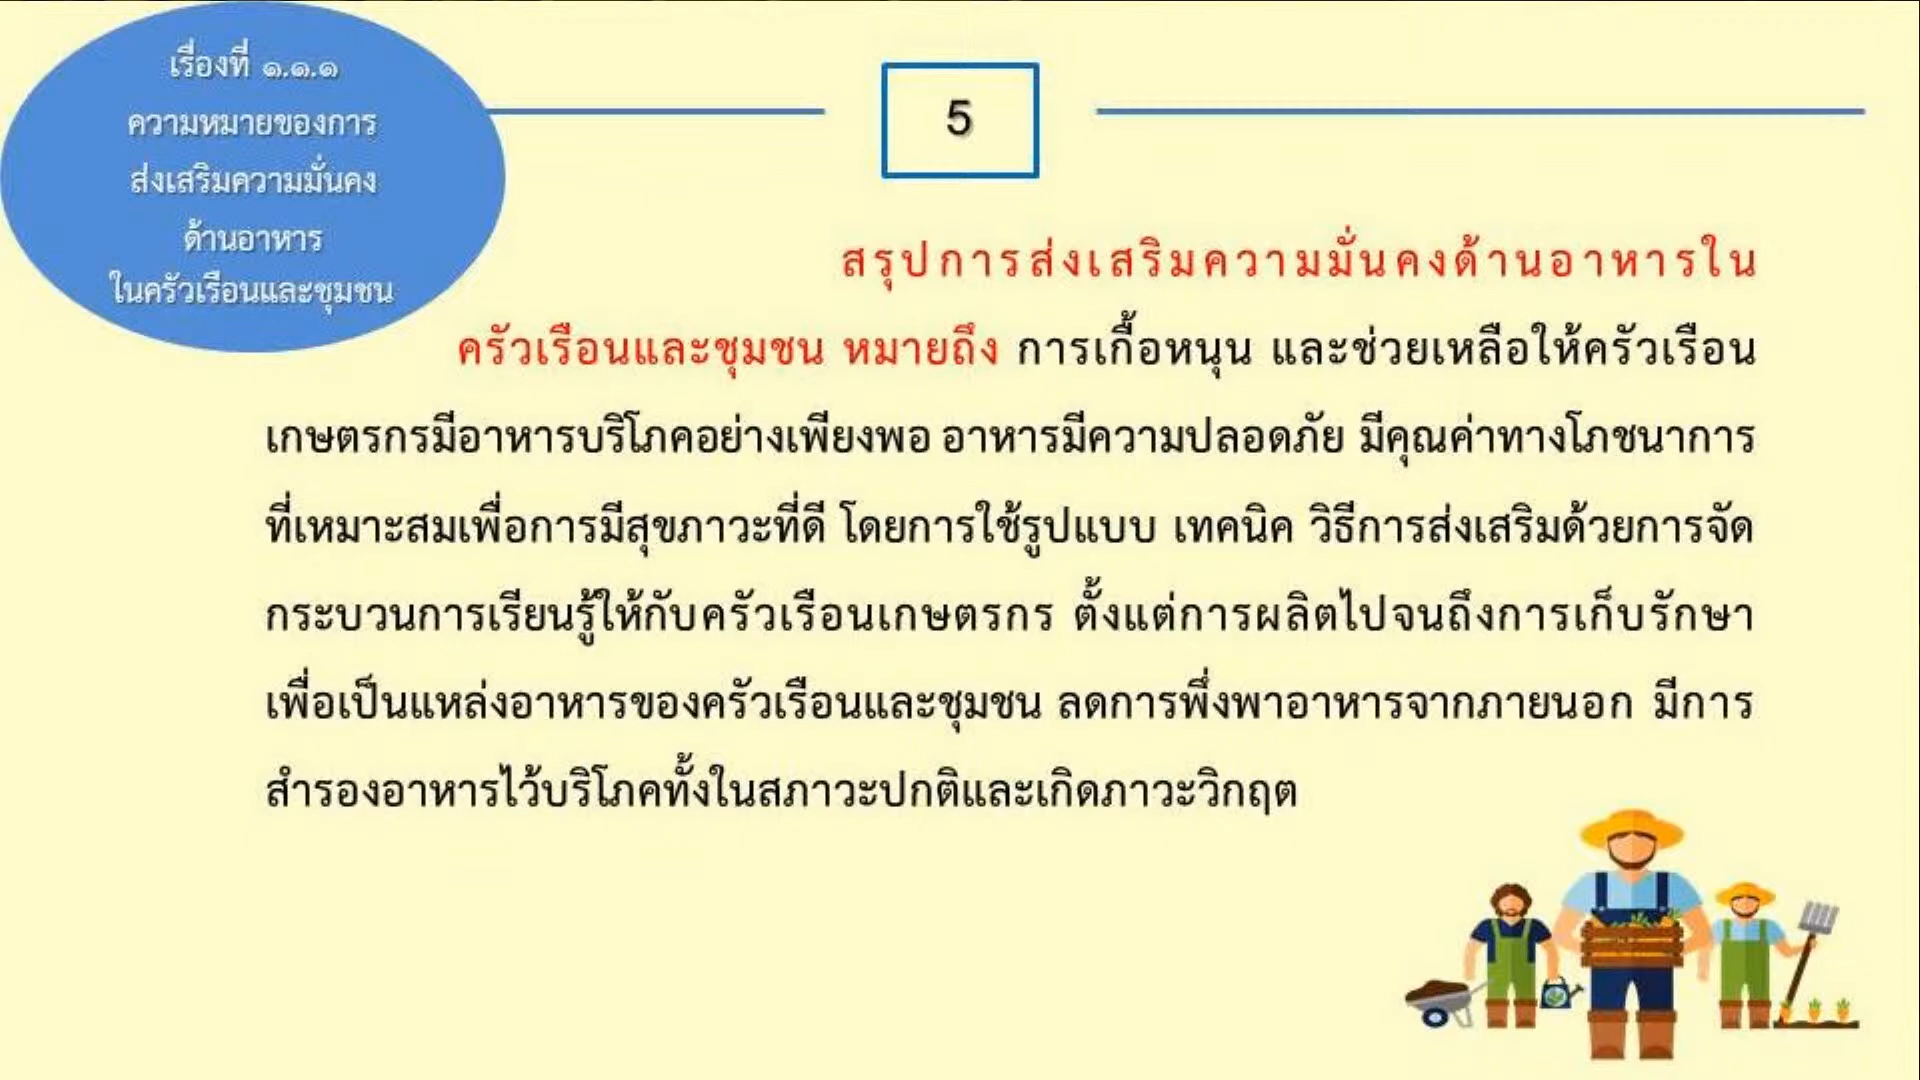 เรื่องที่ ๑.๑.๑
ความหมายของการ
ส่งเสริมความมั่นคง
ด้านอาหาร
ในครัวเรือนและชุมชน
5
สรุปการส่งเสริมความมั่นคงด้านอาหารใน
ครัวเรือนและชุมชน หมายถึง การเกื้อหนุน และช่วยเหลือให้ครัวเรือน
เกษตรกรมีอาหารบริโภคอย่างเพียงพอ อาหารมีความปลอดภัย มีคุณค่าทางโภชนาการ
ที่เหมาะสมเพื่อการมีสุขภาวะที่ดี โดยการใช้รูปแบบ เทคนิค วิธีการส่งเสริมด้วยการจัด
กระบวนการเรียนรู้ให้กับครัวเรือนเกษตรกร ตั้งแต่การผลิตไปจนถึงการเก็บรักษา
เพื่อเป็นแหล่งอาหารของครัวเรือนและชุมชน ลดการพึ่งพาอาหารจากภายนอก มีการ
สำรองอาหารไว้บริโภคทั้งในสภาวะปกติและเกิดภาวะวิกฤต